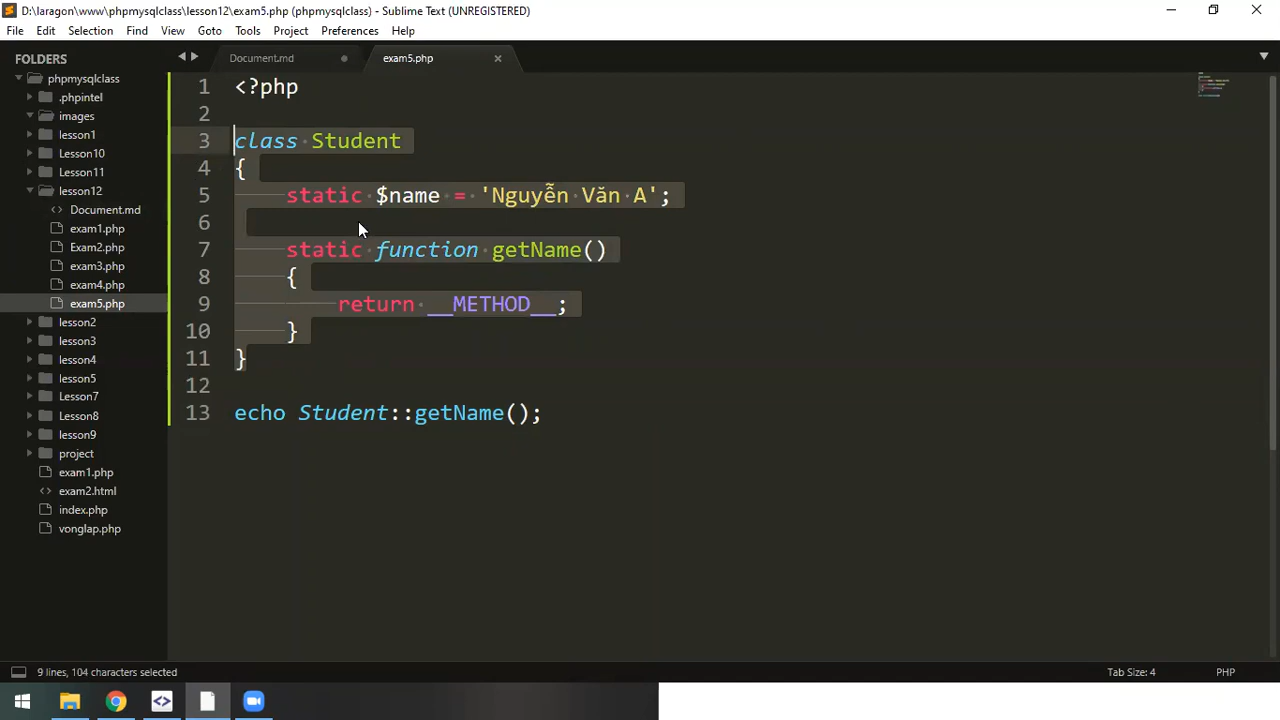 D:\laragon\www\phpmysqlclass\lesson12\exam5.php (phpmysqlclass) - Sublime Text (UNREGISTERED)
File Edit Selection Find View Goto Tools Project Preferences Help
FOLDERS
phpmysqlclass
.phpintel
images
lesson1
Lesson10
Lesson11
lesson12
Document.md
exam1.php
Exam2.php
exam3.php
exam4.php
exam5.php
lesson2
lesson3
lesson4
lesson5
Lesson7
Lesson8
lesson9
project
exam1.php
exam2.html
index.php
vonglap.php
Document.md exam5.php
1 <?php
2
3 class Student
4 {
5 static $name = 'Nguyễn Văn A';
6
7 static function getName()
8 {
9 return __METHOD__;
10 }
11 }
12
13 echo Student::getName();
9 lines, 104 characters selected Tab Size: 4 PHP